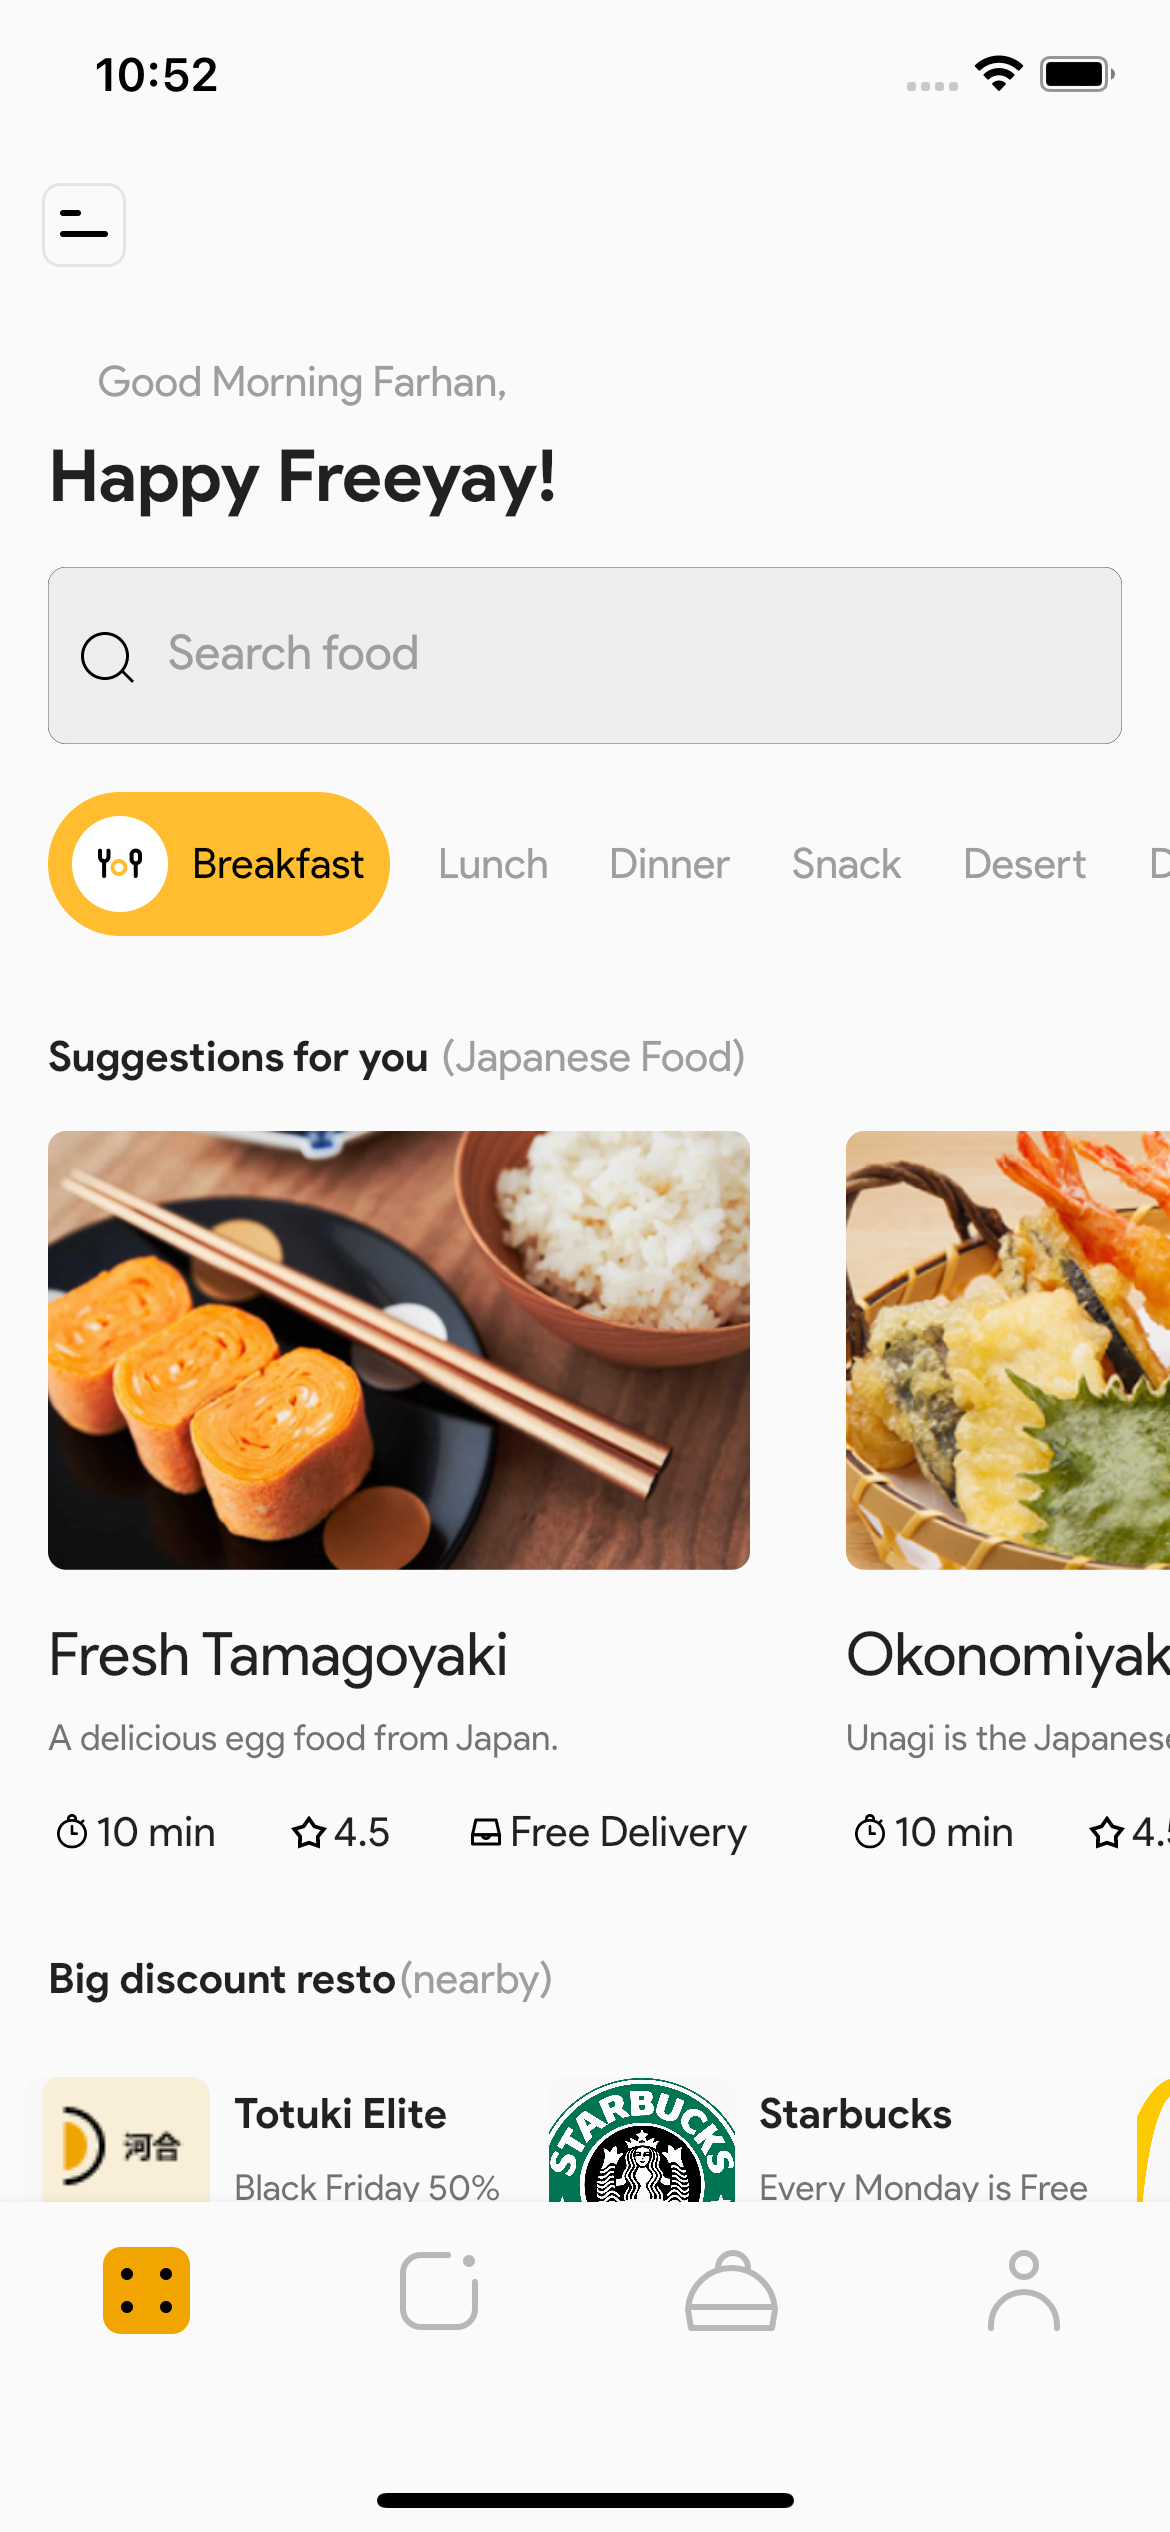 10:52
Good Morning Farhan,
Happy Freeyay!
Search food
Breakfast Lunch Dinner Snack Desert D
Suggestions for you (Japanese Food)
Fresh Tamagoyaki
A delicious egg food from Japan.
10 min 4.5 Free Delivery
Okonomiyak
Unagi is the Japanese
10 min 4.5
Big discount resto (nearby)
河合
Totuki Elite
Black Friday 50%
STARBUCKS
Starbucks
Every Monday is Free